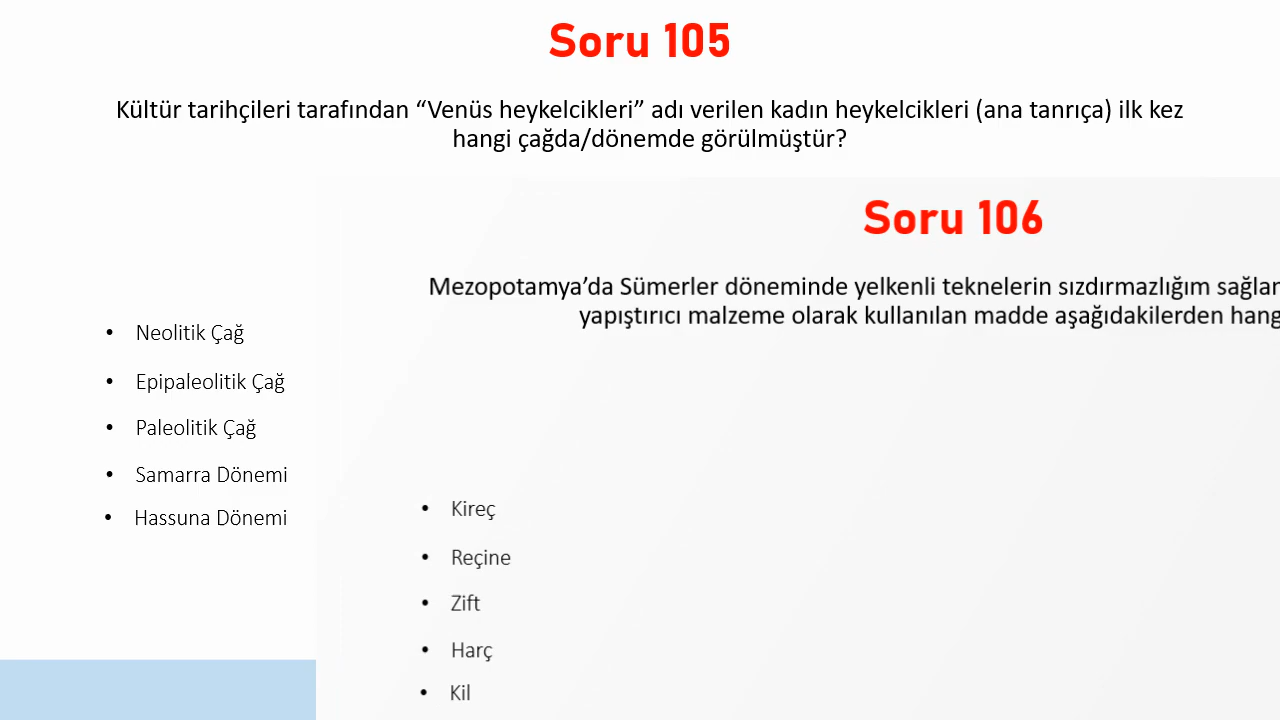 Soru 105
Kültür tarihçileri tarafından “Venüs heykelcikleri” adı verilen kadın heykelcikleri (ana tanrıça) ilk kez
hangi çağda/dönemde görülmüştür?
• Neolitik Çağ
• Epipaleolitik Çağ
• Paleolitik Çağ
• Samarra Dönemi
• Hassuna Dönemi
Soru 106
Mezopotamya’da Sümerler döneminde yelkenli teknelerin sızdırmazlığım
yapıştırıcı malzeme olarak kullanılan madde aşağıdakilerden
• Kireç
• Reçine
• Zift
• Harç
• Kil